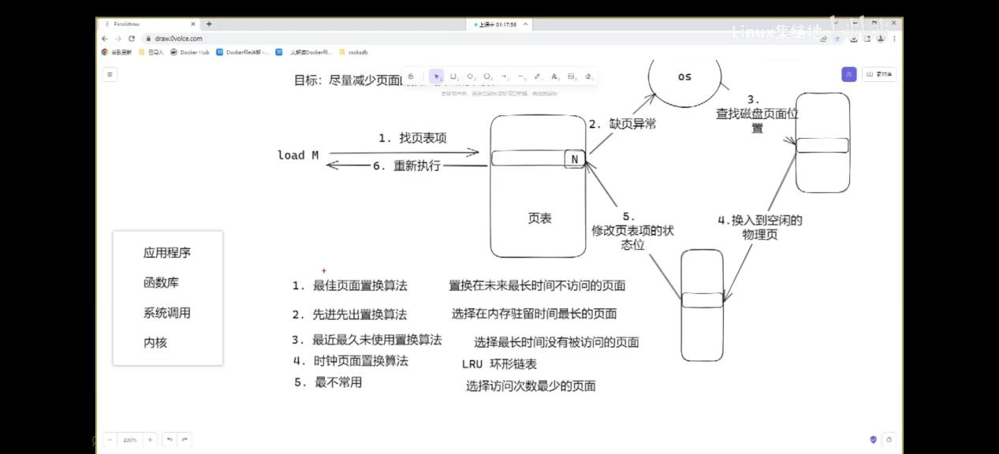 Excalidraw
上课中 01:17:56
Linux集结地
draw.0voice.com
已导入
Docker Hub
rocksdb
目标: 尽量减少页面
os
3.
查找磁盘页面位
置
2. 缺页异常
1. 找页表项
load M
6. 重新执行
N
页表
5.
修改页表项的状
态位
4.换入到空闲的
物理页
应用程序
函数库
系统调用
内核
1. 最佳页面置换算法 置换在未来最长时间不访问的页面
2. 先进先出置换算法 选择在内存驻留时间最长的页面
3. 最近最久未使用置换算法 选择最长时间没有被访问的页面
4. 时钟页面置换算法 LRU 环形链表
5. 最不常用 选择访问次数最少的页面
100%